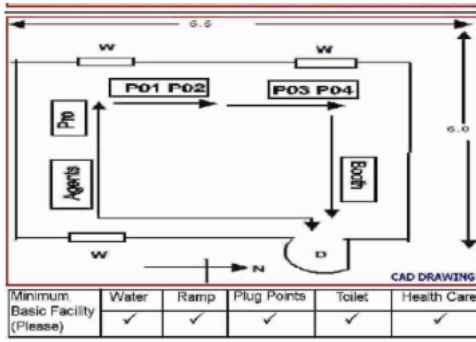 6.6
W W
P01 P02 P03 P04
Pro
6.0
Agents
Booth
W
D
N
CAD DRAWING
Minimum Basic Facility (Please) Water Ramp Plug Points Toilet Health Care
✓ ✓ ✓ ✓ ✓